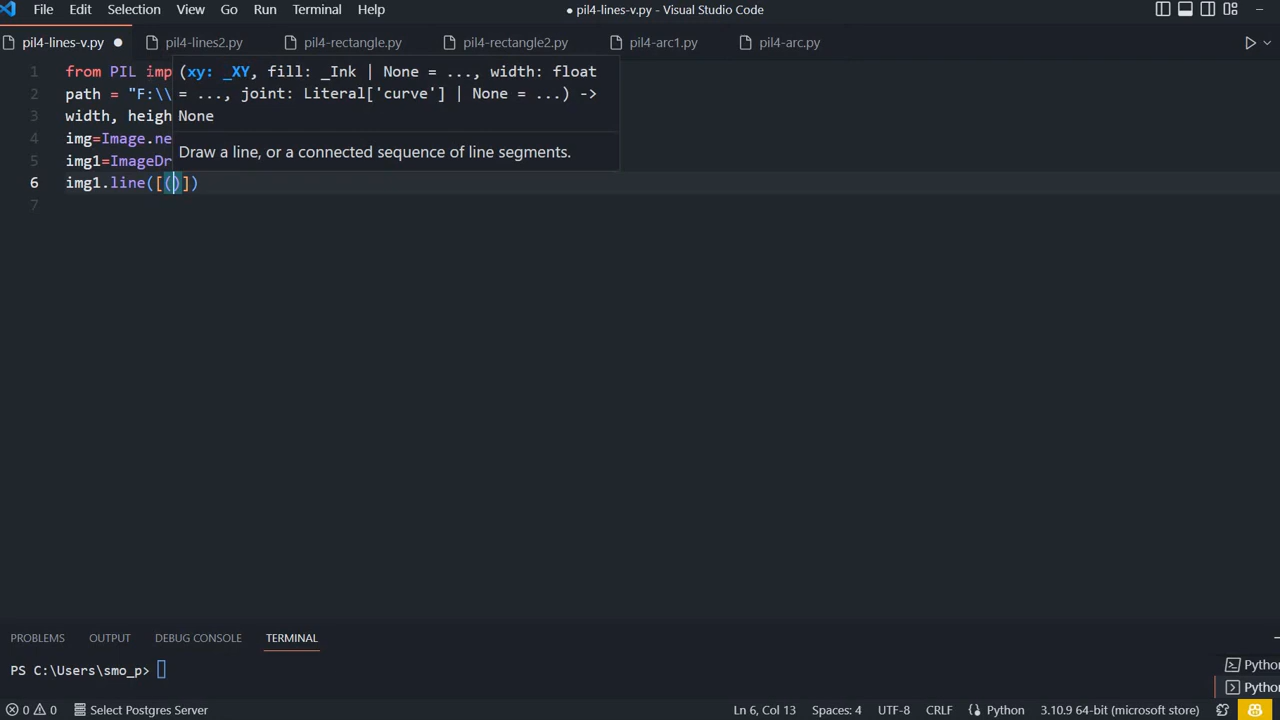 File Edit Selection View Go Run Terminal Help ● pil4-lines-v.py - Visual Studio Code
pil4-lines-v.py ● pil4-lines2.py pil4-rectangle.py pil4-rectangle2.py pil4-arc1.py pil4-arc.py
1 from PIL imp
(xy: _XY, fill: _Ink | None = ..., width: float
2 path = "F:\\
= ..., joint: Literal['curve'] | None = ...) ->
3 width, heigh
None
4 img=Image.ne
Draw a line, or a connected sequence of line segments.
5 img1=ImageDr
6 img1.line([()])
7
PROBLEMS OUTPUT DEBUG CONSOLE TERMINAL
PS C:\Users\smo_p>
Pytho
Pytho
0 0 Select Postgres Server Ln 6, Col 13 Spaces: 4 UTF-8 CRLF Python 3.10.9 64-bit (microsoft store)